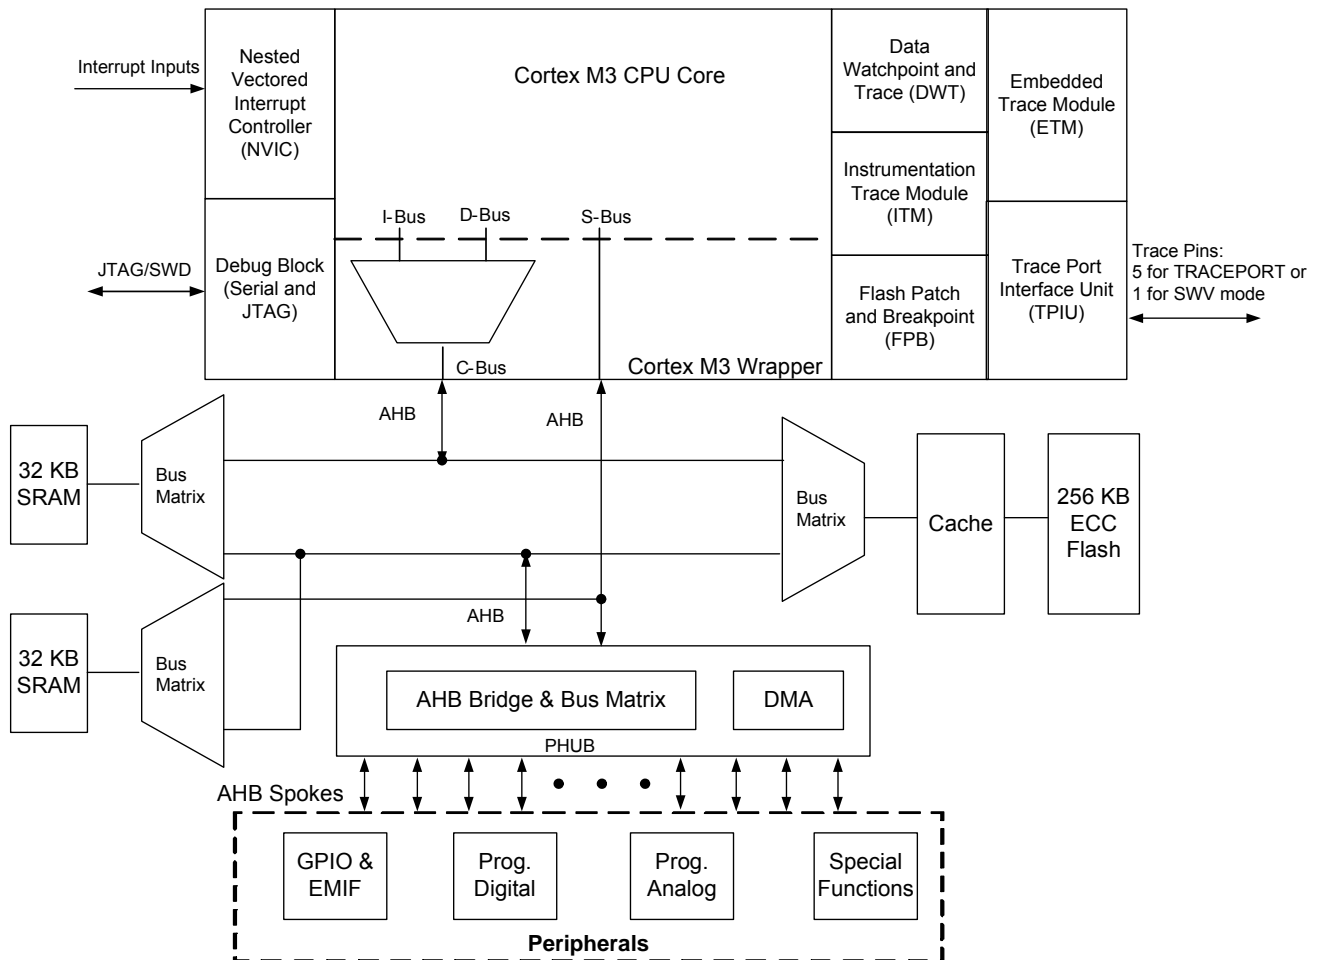 Interrupt Inputs
Nested
Vectored
Interrupt
Controller
(NVIC)
Cortex M3 CPU Core
Data
Watchpoint and
Trace (DWT)
Embedded
Trace Module
(ETM)
Instrumentation
Trace Module
(ITM)
I-Bus
D-Bus
S-Bus
JTAG/SWD
Debug Block
(Serial and
JTAG)
Flash Patch
and Breakpoint
(FPB)
Trace Port
Interface Unit
(TPIU)
Trace Pins:
5 for TRACEPORT or
1 for SWV mode
C-Bus
Cortex M3 Wrapper
AHB
AHB
32 KB
SRAM
Bus
Matrix
Bus
Matrix
Cache
256 KB
ECC
Flash
AHB
32 KB
SRAM
Bus
Matrix
AHB Bridge & Bus Matrix
DMA
PHUB
AHB Spokes
GPIO &
EMIF
Prog.
Digital
Prog.
Analog
Special
Functions
Peripherals